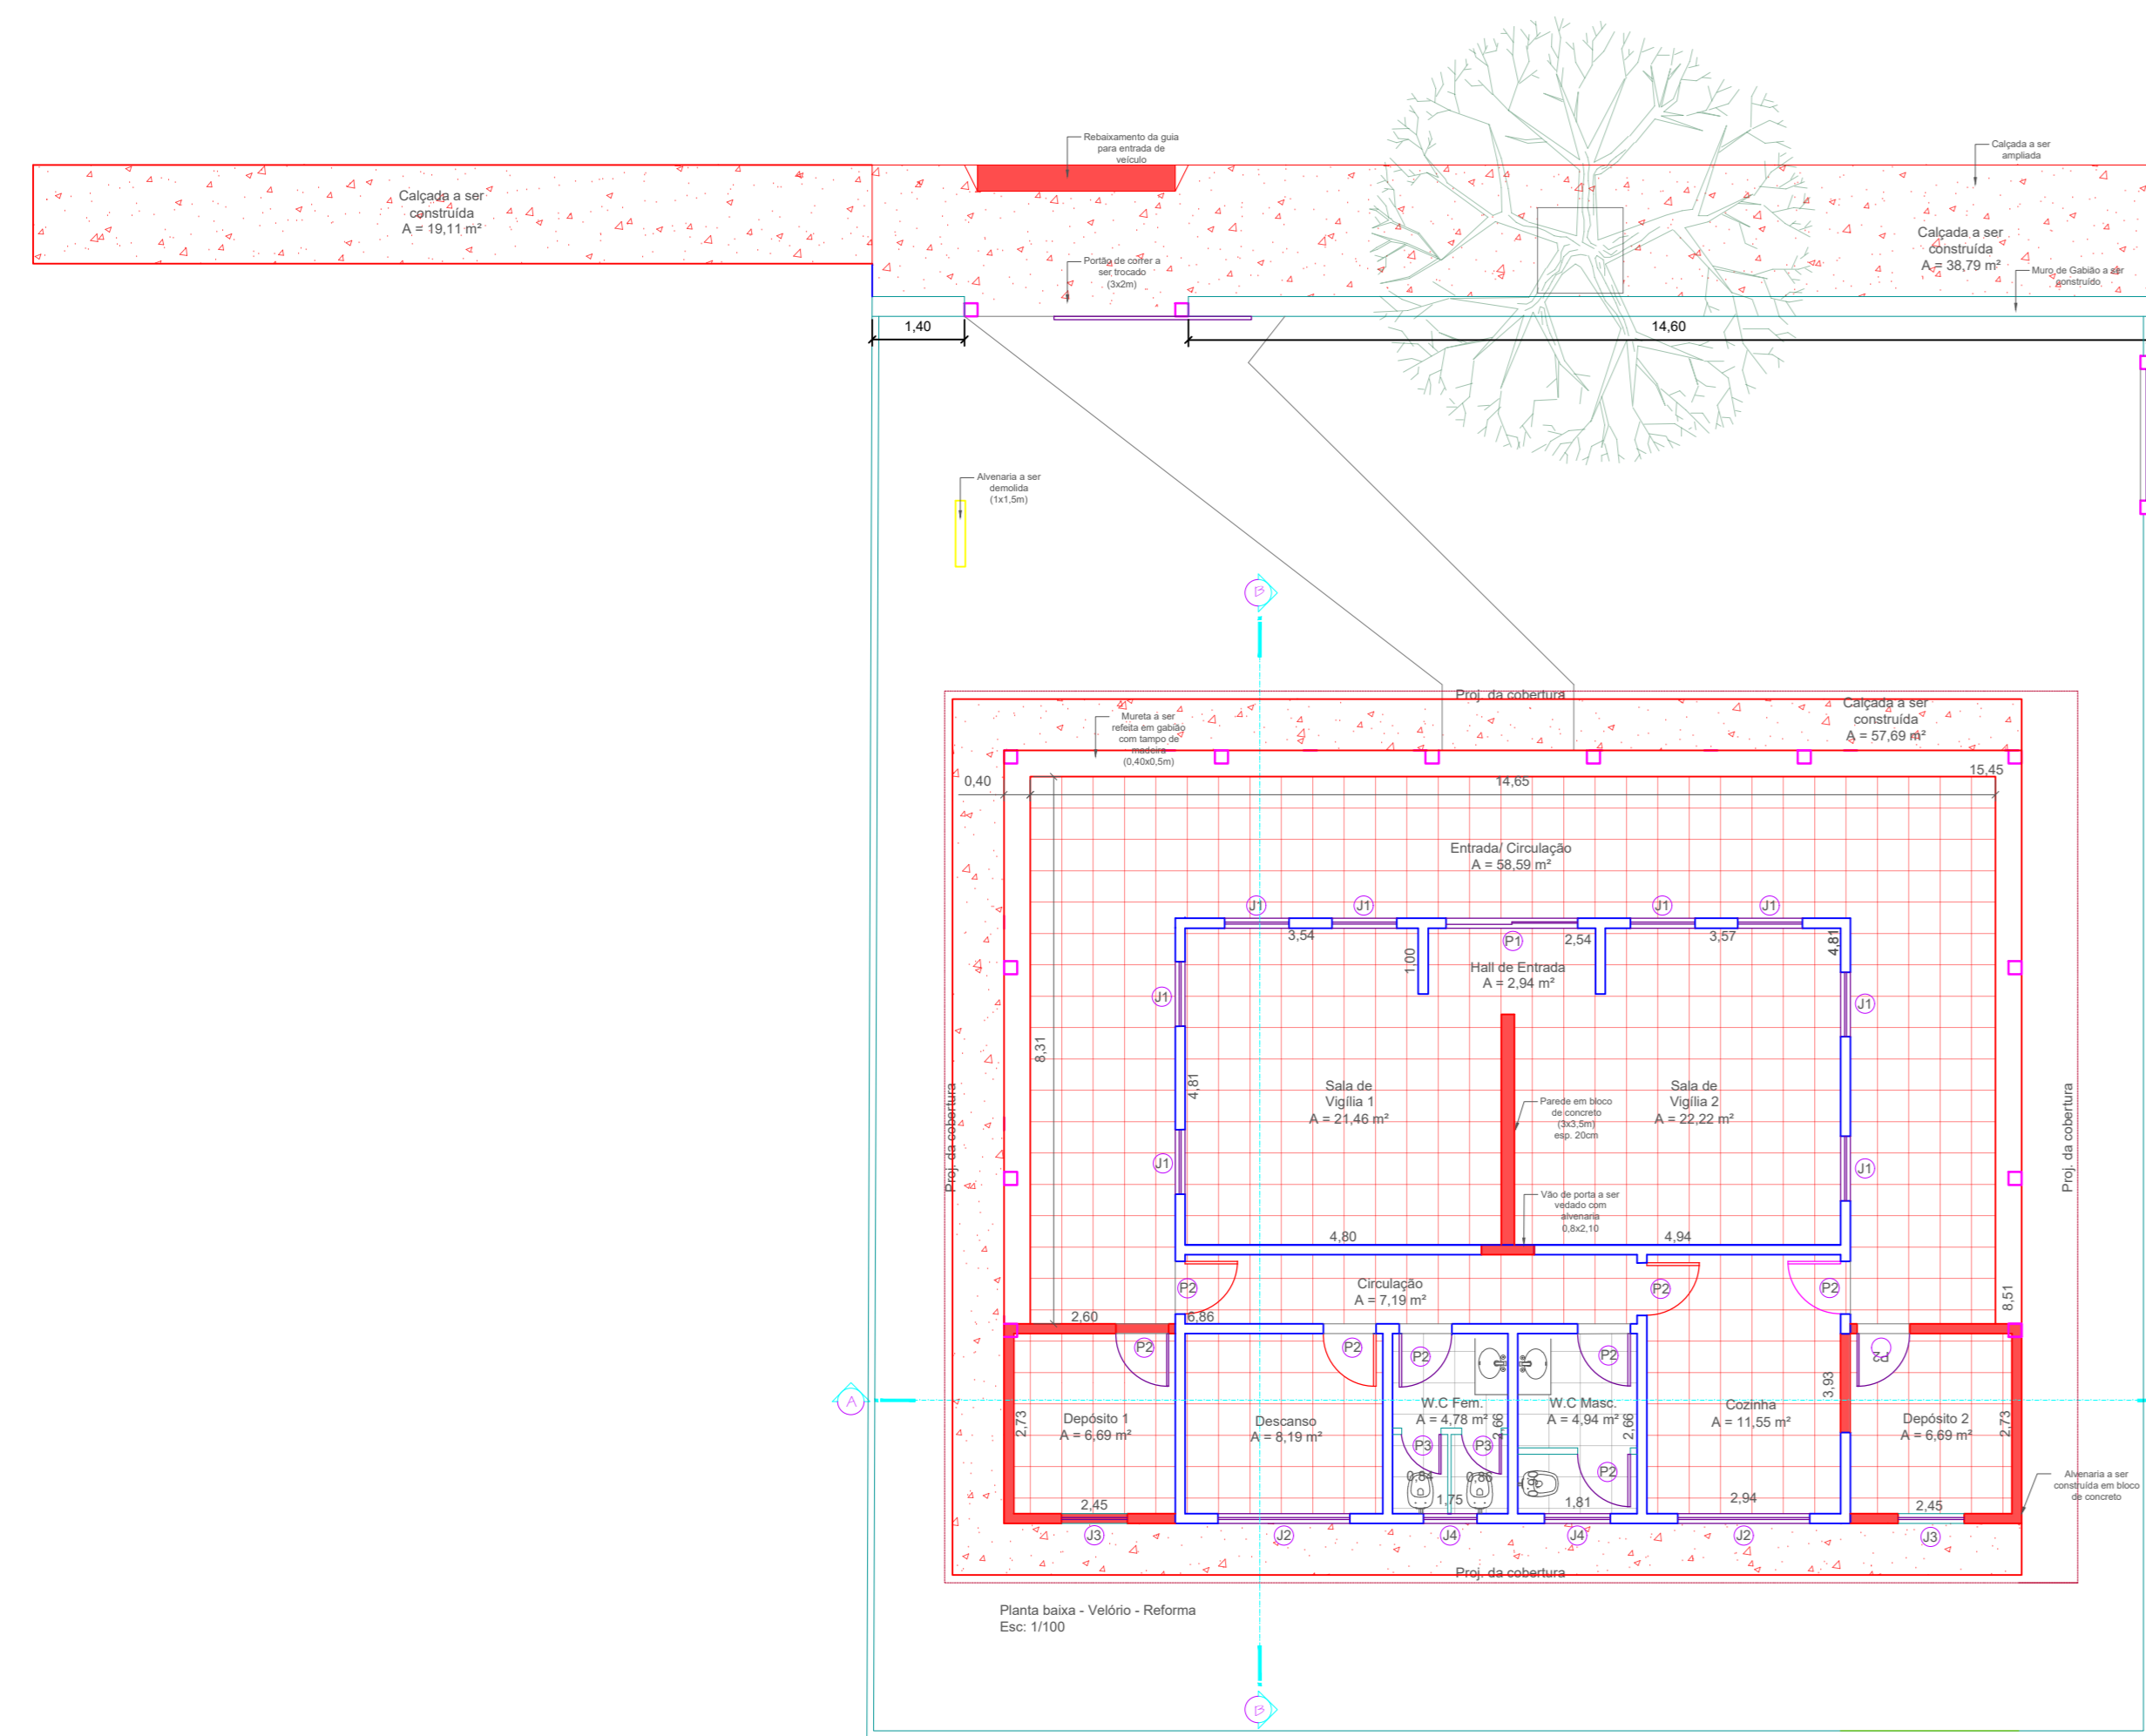 Rebaixamento da guia
para entrada de
veículo
Calçada a ser
ampliada
Calçada a ser
construída
A = 19,11 m²
Calçada a ser
construída
A = 38,79 m²
Portão de correr a
ser trocado
(3x2m)
Muro de Gabião a ser
construído
1,40
14,60
Alvenaria a ser
demolida
(1x1,5m)
B
Proj. da cobertura
Calçada a ser
construída
A = 57,69 m²
Mureta a ser
refeita em gabião
com tampo de
madeira
(0,40x0,5m)
0,40
14,65
15,45
Entrada/ Circulação
A = 58,59 m²
J1
J1
J1
J1
3,54
1,00
P1
2,54
3,57
4,81
Hall de Entrada
A = 2,94 m²
J1
J1
8,31
4,81
Sala de
Vigília 1
A = 21,46 m²
Parede em bloco
de concreto
(3x3,5m)
esp. 20cm
Sala de
Vigília 2
A = 22,22 m²
Proj. da cobertura
Proj. da cobertura
J1
J1
Vão de porta a ser
vedado com
alvenaria
0,8x2,10
4,80
4,94
Circulação
A = 7,19 m²
P2
P2
P2
8,51
2,60
6,86
P2
P2
P2
P2
P2
A
Depósito 1
A = 6,69 m²
2,73
Descanso
A = 8,19 m²
W.C Fem.
A = 4,78 m²
2,66
W.C Masc.
A = 4,94 m²
2,66
Cozinha
A = 11,55 m²
3,93
Depósito 2
A = 6,69 m²
2,73
P3
P3
P2
0,84
0,86
0,90
Alvenaria a ser
construída em bloco
de concreto
2,45
1,75
1,81
2,94
2,45
J3
J2
J4
J4
J2
J3
Proj. da cobertura
Planta baixa - Velório - Reforma
Esc: 1/100
B